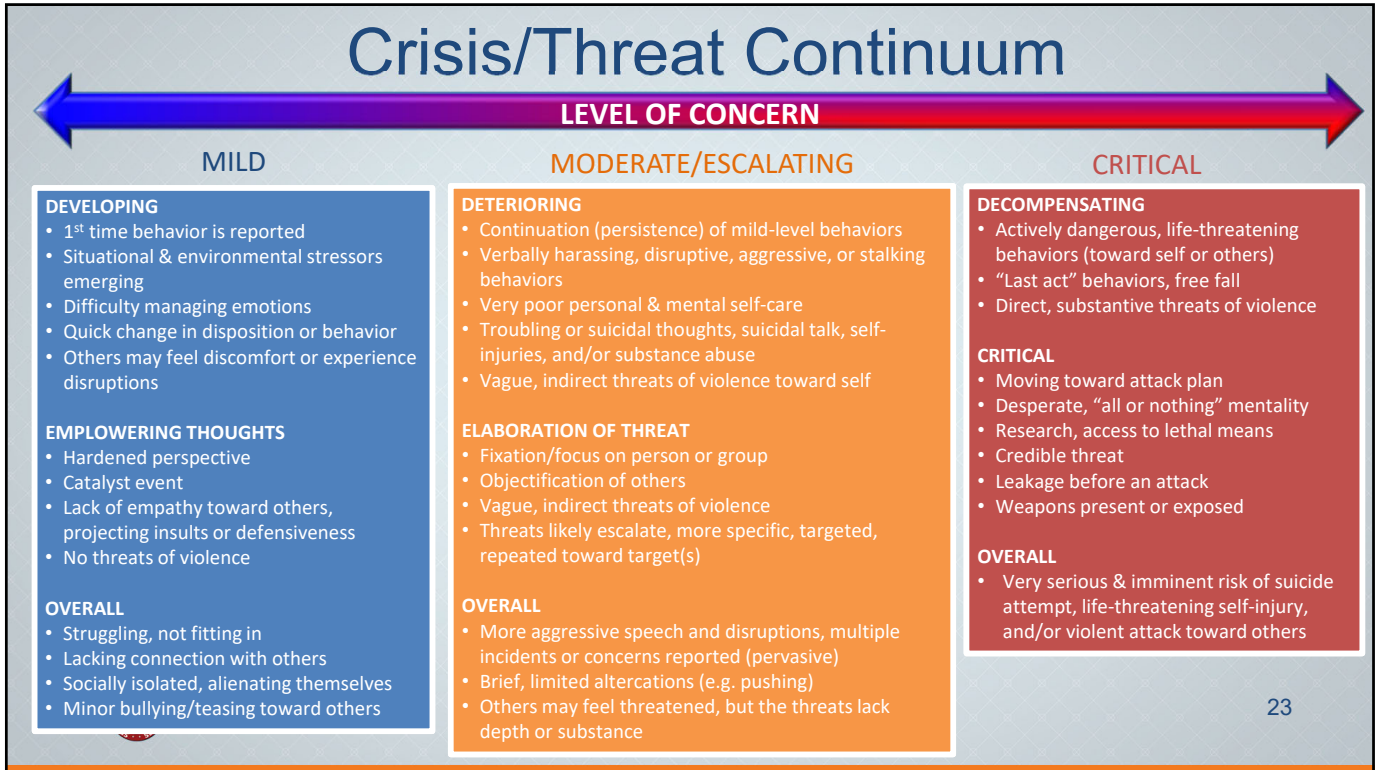 Crisis/Threat Continuum
LEVEL OF CONCERN
MILD
DEVELOPING
• 1st time behavior is reported
• Situational & environmental stressors
emerging
• Difficulty managing emotions
• Quick change in disposition or behavior
• Others may feel discomfort or experience
disruptions
EMPLOWERING THOUGHTS
• Hardened perspective
• Catalyst event
• Lack of empathy toward others,
projecting insults or defensiveness
• No threats of violence
OVERALL
• Struggling, not fitting in
• Lacking connection with others
• Socially isolated, alienating themselves
• Minor bullying/teasing toward others
MODERATE/ESCALATING
DETERIORING
• Continuation (persistence) of mild-level behaviors
• Verbally harassing, disruptive, aggressive, or stalking
behaviors
• Very poor personal & mental self-care
• Troubling or suicidal thoughts, suicidal talk, self-
injuries, and/or substance abuse
• Vague, indirect threats of violence toward self
ELABORATION OF THREAT
• Fixation/focus on person or group
• Objectification of others
• Vague, indirect threats of violence
• Threats likely escalate, more specific, targeted,
repeated toward target(s)
OVERALL
• More aggressive speech and disruptions, multiple
incidents or concerns reported (pervasive)
• Brief, limited altercations (e.g. pushing)
• Others may feel threatened, but the threats lack
depth or substance
CRITICAL
DECOMPENSATING
• Actively dangerous, life-threatening
behaviors (toward self or others)
• “Last act” behaviors, free fall
• Direct, substantive threats of violence
CRITICAL
• Moving toward attack plan
• Desperate, “all or nothing” mentality
• Research, access to lethal means
• Credible threat
• Leakage before an attack
• Weapons present or exposed
OVERALL
• Very serious & imminent risk of suicide
attempt, life-threatening self-injury,
and/or violent attack toward others
23